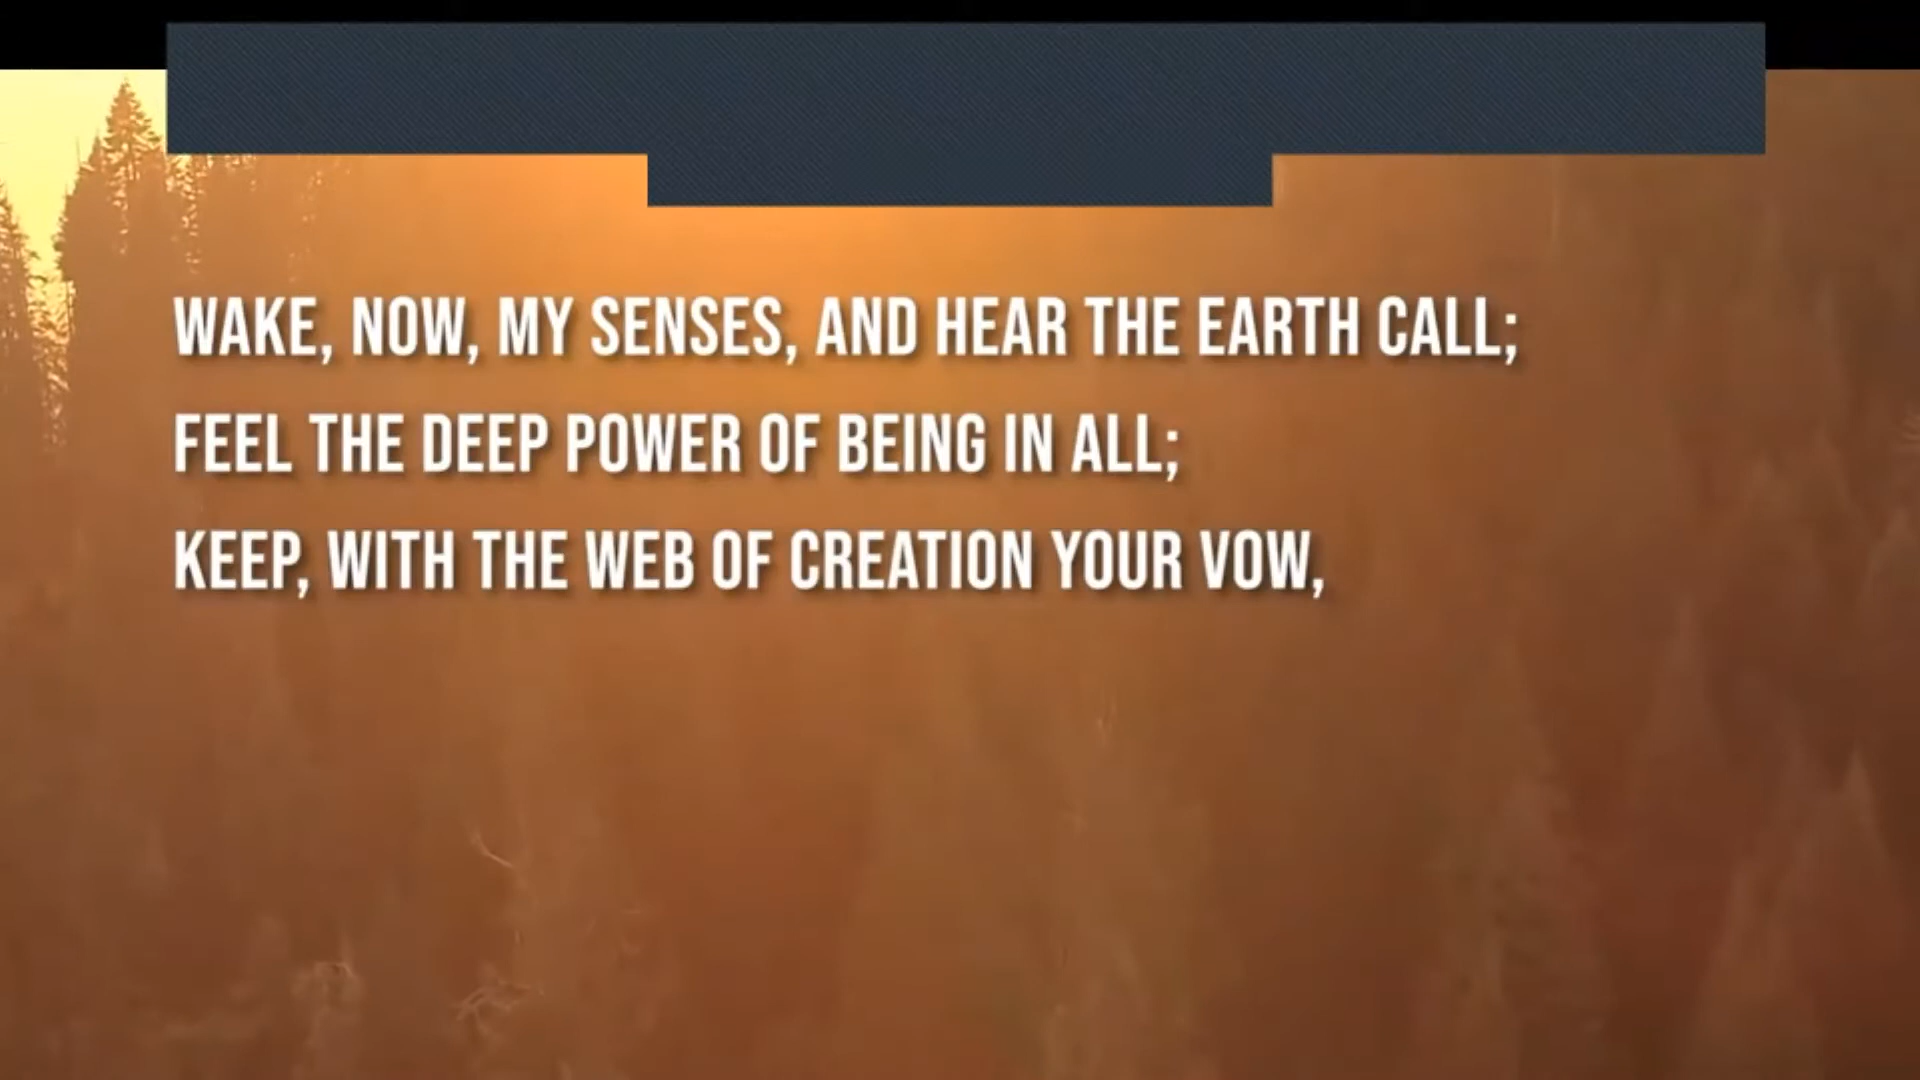 WAKE, NOW, MY SENSES, AND HEAR THE EARTH CALL;
FEEL THE DEEP POWER OF BEING IN ALL;
KEEP, WITH THE WEB OF CREATION YOUR VOW,